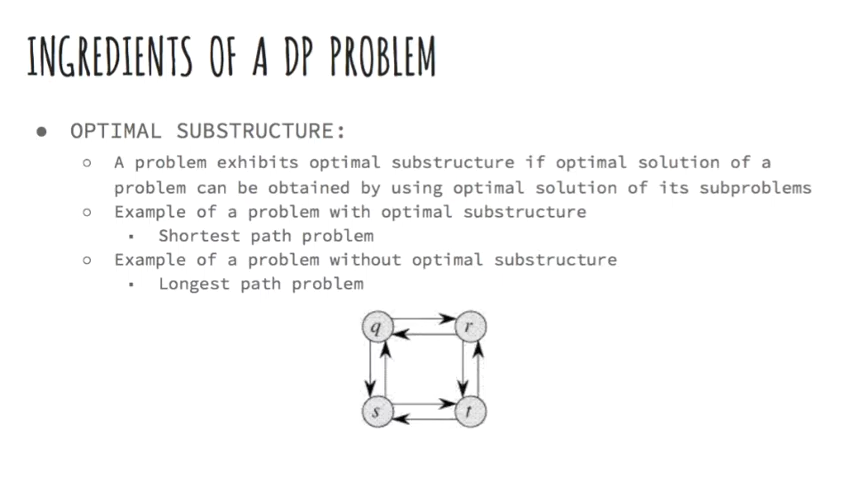 INGREDIENTS OF A DP PROBLEM
● OPTIMAL SUBSTRUCTURE:
○ A problem exhibits optimal substructure if optimal solution of a
problem can be obtained by using optimal solution of its subproblems
○ Example of a problem with optimal substructure
▪ Shortest path problem
○ Example of a problem without optimal substructure
▪ Longest path problem
q r
s t